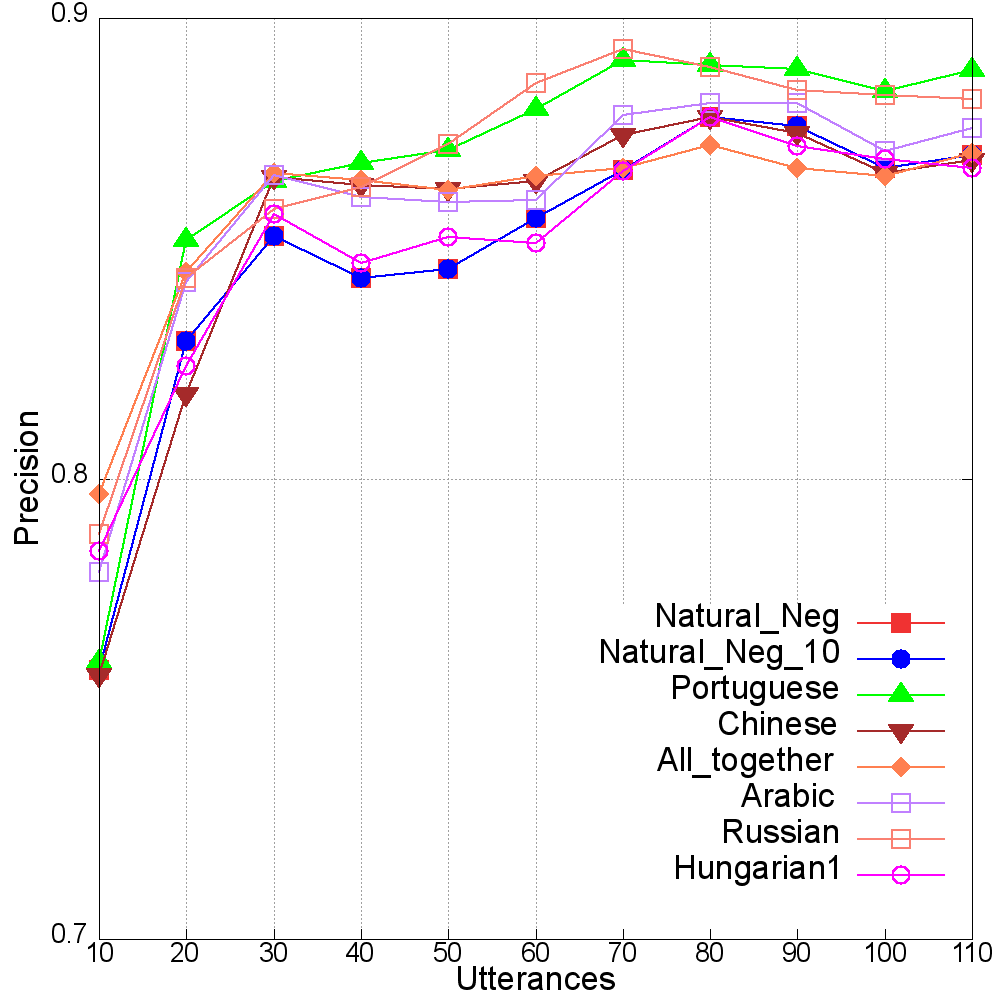 0.9
0.8
0.7
Precision
Natural_Neg
Natural_Neg_10
Portuguese
Chinese
All_together
Arabic
Russian
Hungarian1
10 20 30 40 50 60 70 80 90 100 110
Utterances